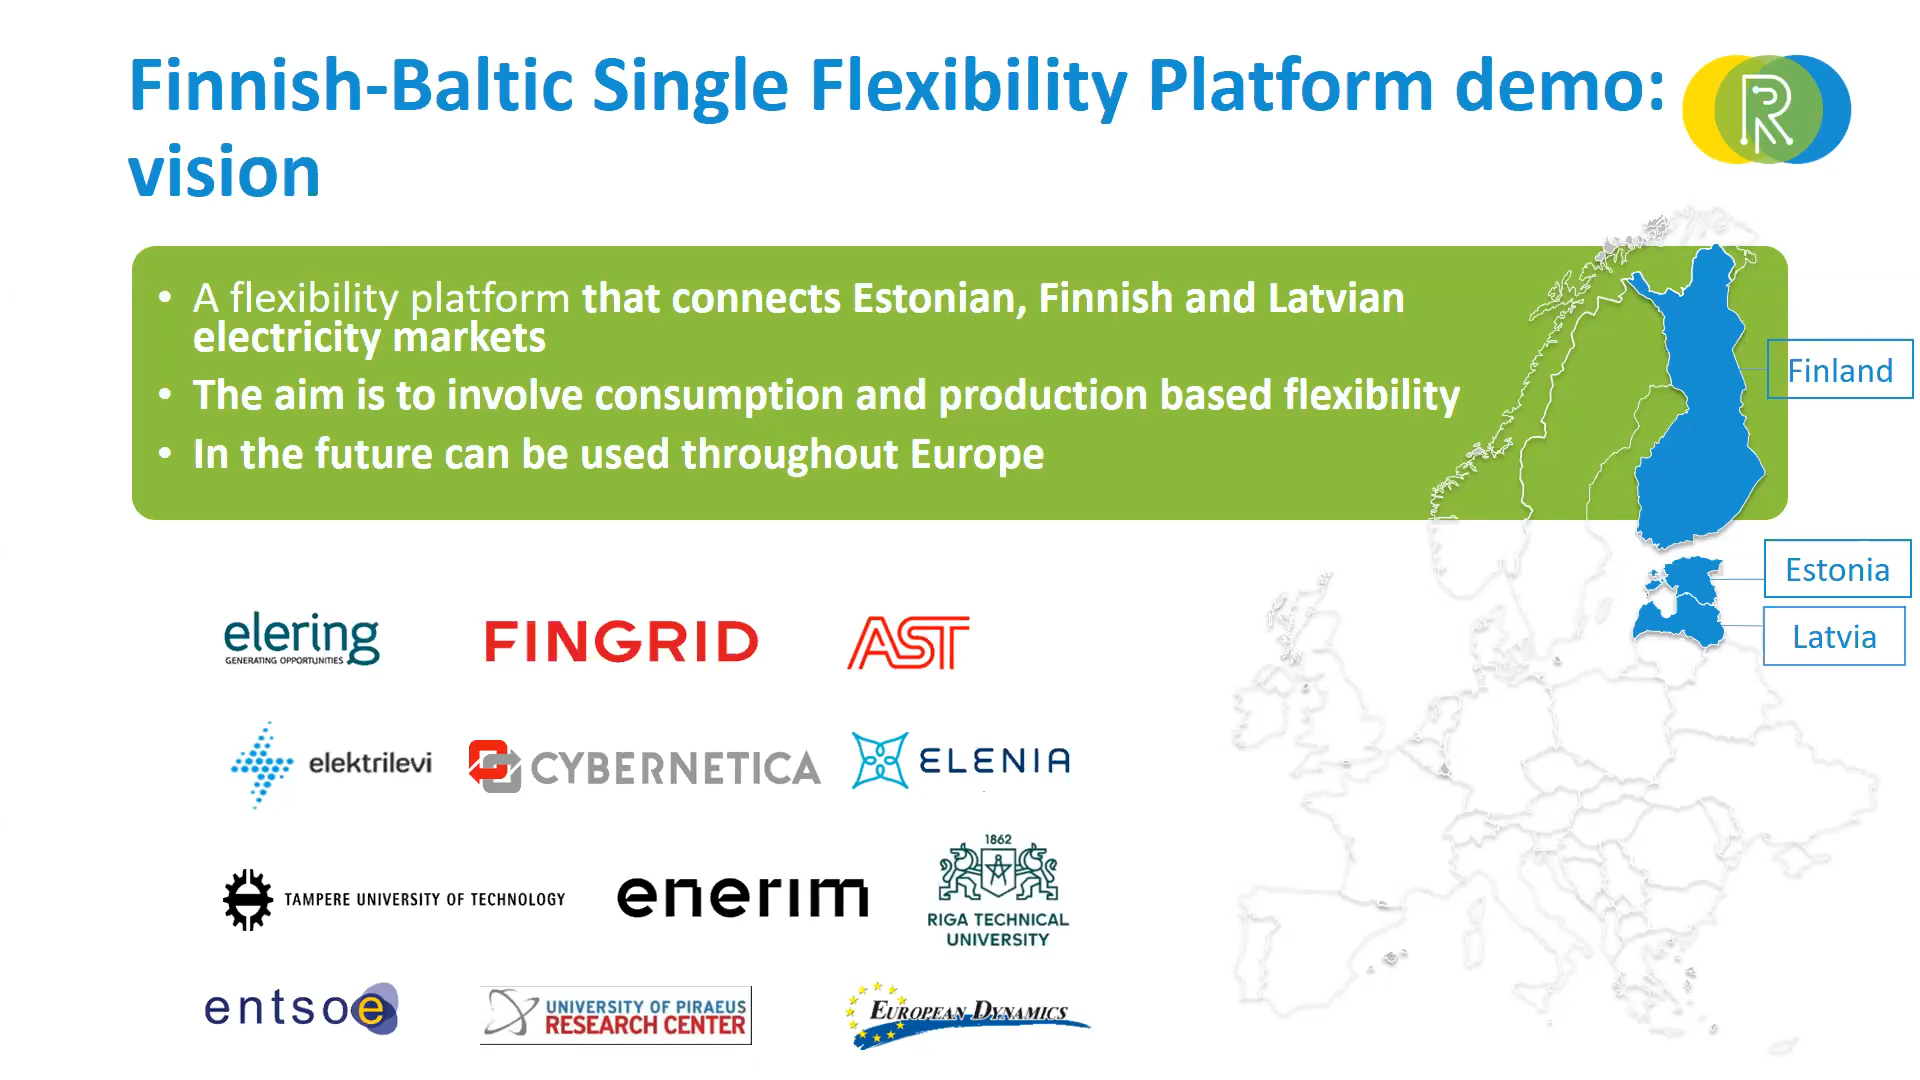 Finnish-Baltic Single Flexibility Platform demo:
vision
• A flexibility platform that connects Estonian, Finnish and Latvian
electricity markets
• The aim is to involve consumption and production based flexibility
• In the future can be used throughout Europe
Finland
Estonia
Latvia
elering
GENERATING OPPORTUNITIES
FINGRID
AST
elektrilevi
CYBERNETICA
ELENIA
TAMPERE UNIVERSITY OF TECHNOLOGY
enerim
1862
RIGA TECHNICAL
UNIVERSITY
entsoe
UNIVERSITY OF PIRAEUS
RESEARCH CENTER
EUROPEAN DYNAMICS